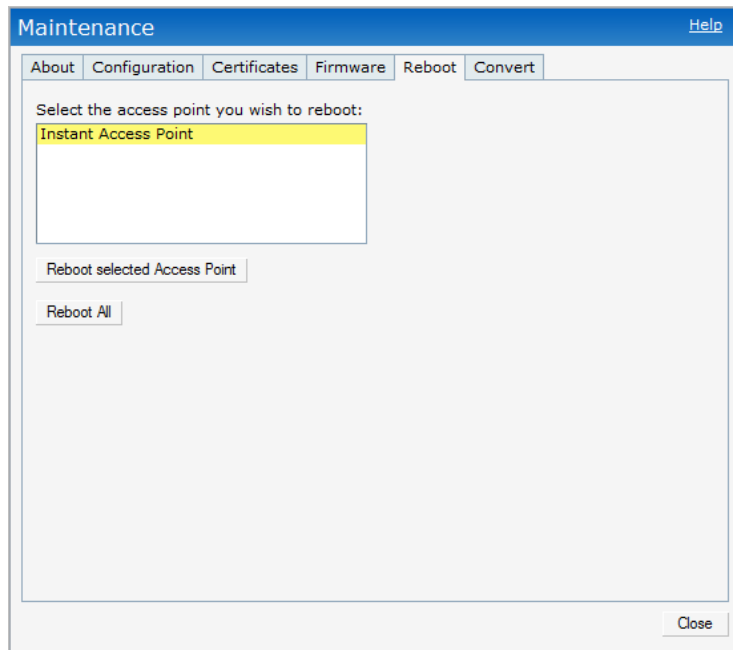 Maintenance
Help
About Configuration Certificates Firmware Reboot Convert
Select the access point you wish to reboot:
Instant Access Point
Reboot selected Access Point
Reboot All
Close